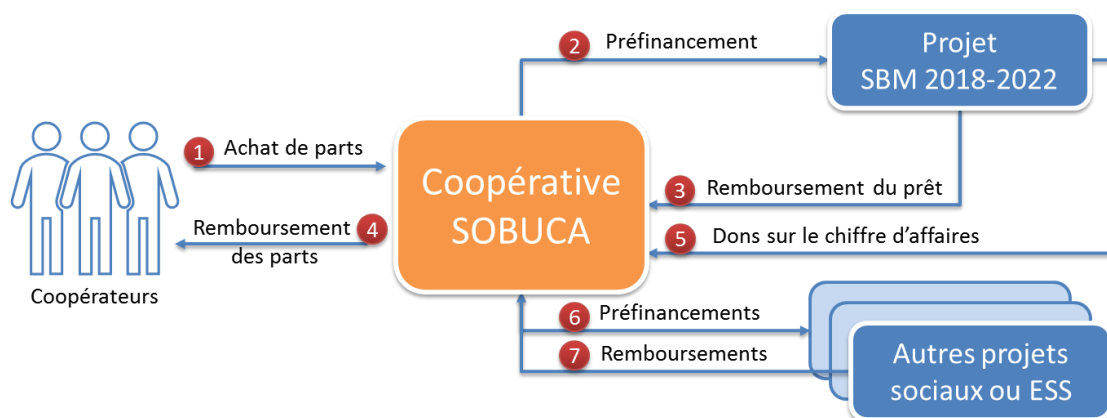 2 Préfinancement
Projet
SBM 2018-2022
1 Achat de parts
Coopérative
SOBUCA
3 Remboursement du prêt
Remboursement 4
des parts
5 Dons sur le chiffre d'affaires
Coopérateurs
6 Préfinancements
7 Remboursements
Autres projets
sociaux ou ESS